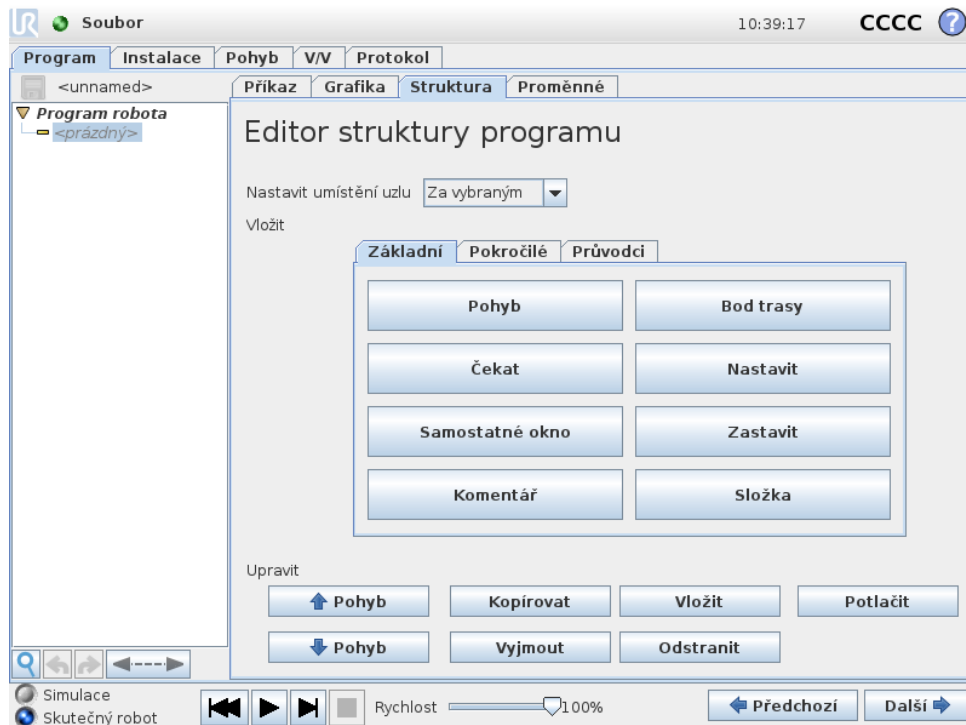 UR Soubor 10:39:17 CCCC ?
Program Instalace Pohyb V/V Protokol
<unnamed> Příkaz Grafika Struktura Proměnné
Program robota
<prázdný>
Editor struktury programu
Nastavit umístění uzlu Za vybraným
Vložit
Základní Pokročilé Průvodci
Pohyb Bod trasy
Čekat Nastavit
Samostatné okno Zastavit
Komentář Složka
Upravit
Pohyb Kopírovat Vložit Potlačit
Pohyb Vyjmout Odstranit
Simulace
Skutečný robot
Rychlost 100% Předchozí Další